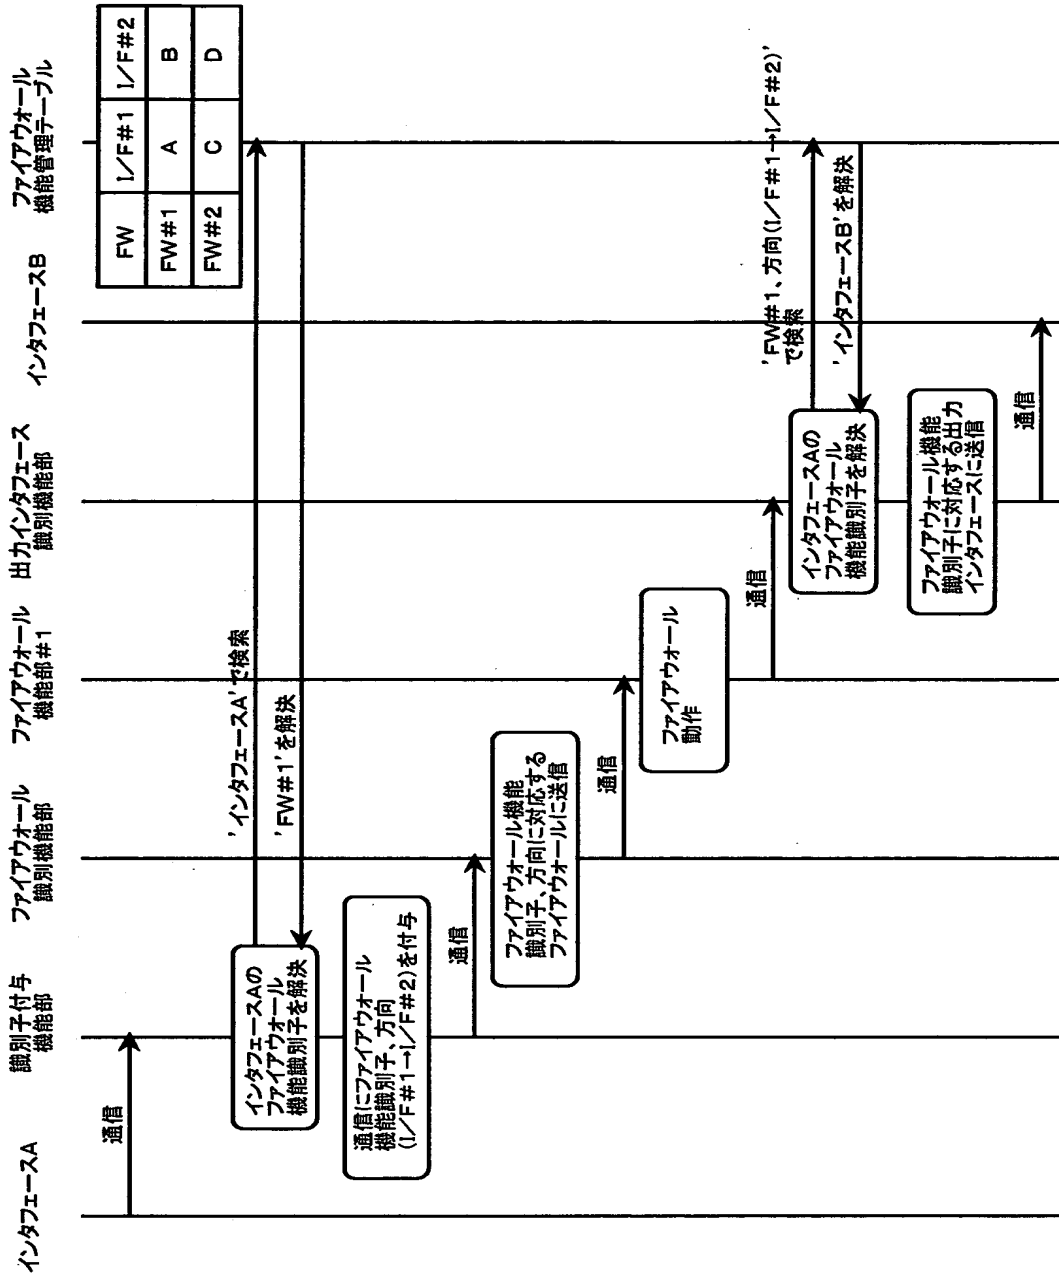 インタフェースA
識別子付与
機能部
ファイアウォール
識別機能部
ファイアウォール
機能部#1
出力インタフェース
識別機能部
インタフェースB
ファイアウォール
機能管理テーブル
FW I/F#1 I/F#2
FW#1 A B
FW#2 C D
通信
'インタフェースA'で検索
インタフェースAの
ファイアウォール
機能識別子を解決
'FW#1'を解決
通信にファイアウォール
機能識別子、方向
(I/F#1→I/F#2)を付与
通信
ファイアウォール機能
識別子、方向に対応する
ファイアウォールに送信
通信
ファイアウォール
動作
通信
'FW#1、方向(I/F#1→I/F#2)'
で検索
インタフェースAの
ファイアウォール
機能識別子を解決
'インタフェースB'を解決
ファイアウォール機能
識別子に対応する出力
インタフェースに送信
通信